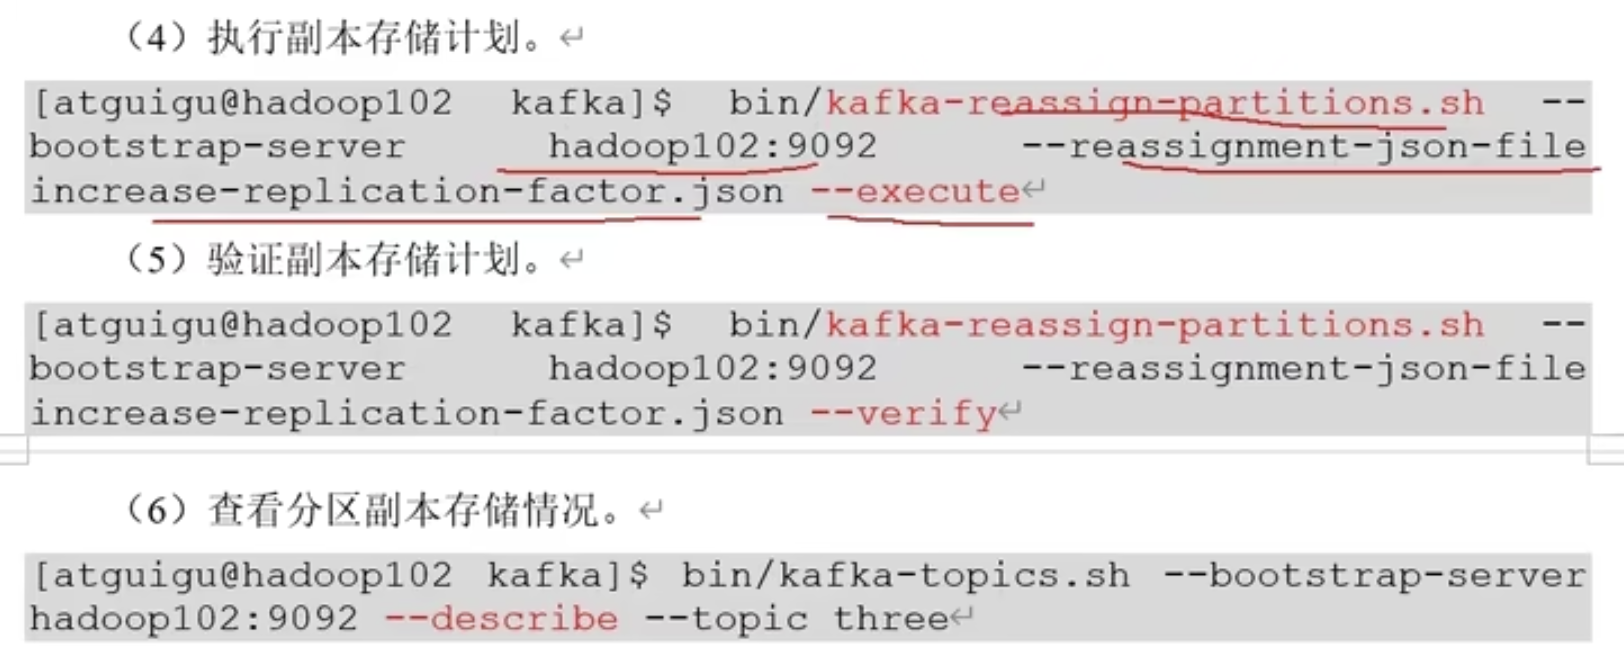 （4）执行副本存储计划。
[atguigu@hadoop102 kafka]$ bin/kafka-reassign-partitions.sh --
bootstrap-server hadoop102:9092 --reassignment-json-file
increase-replication-factor.json --execute
（5）验证副本存储计划。
[atguigu@hadoop102 kafka]$ bin/kafka-reassign-partitions.sh --
bootstrap-server hadoop102:9092 --reassignment-json-file
increase-replication-factor.json --verify
（6）查看分区副本存储情况。
[atguigu@hadoop102 kafka]$ bin/kafka-topics.sh --bootstrap-server
hadoop102:9092 --describe --topic three